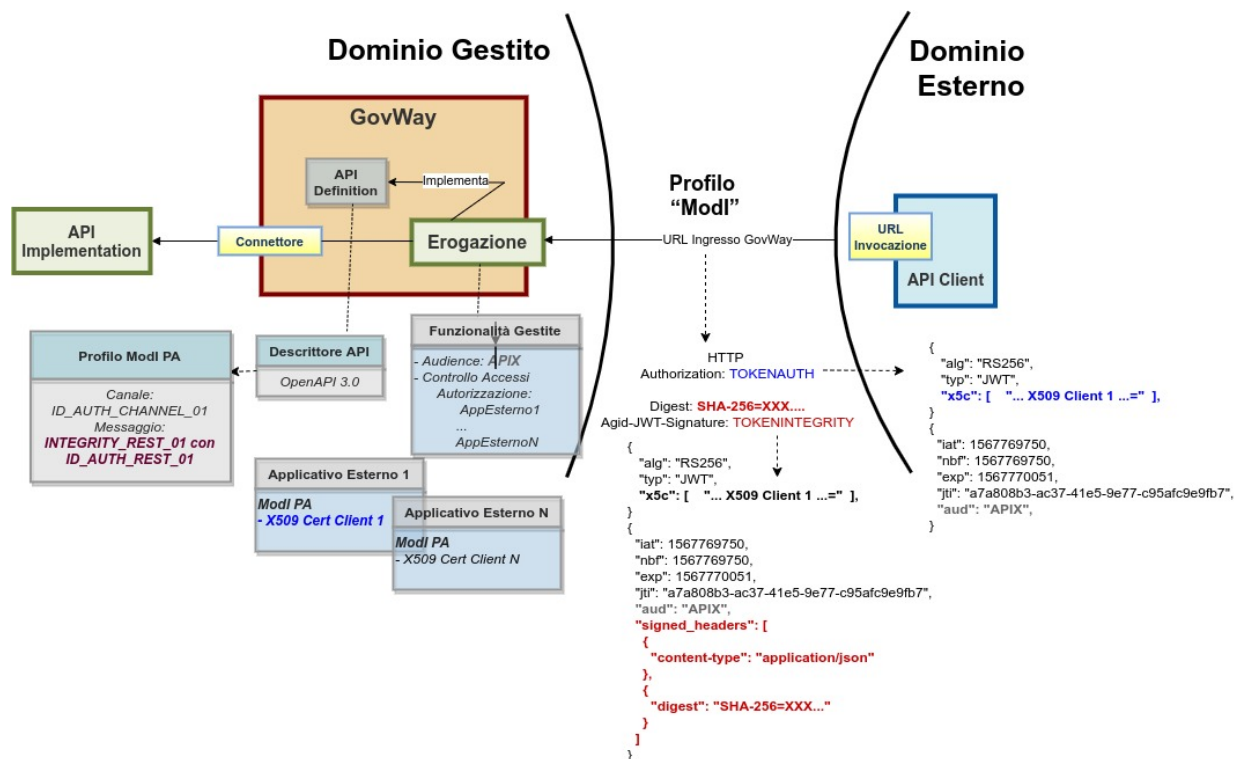 Dominio Gestito
Dominio
Esterno
GovWay
API
Definition
Implementa
API
Implementation
Connettore
Erogazione
Profilo
“ModI”
URL Ingresso GovWay
URL
Invocazione
API Client
Profilo ModI PA
Canale:
ID_AUTH_CHANNEL_01
Messaggio:
INTEGRITY_REST_01 con
ID_AUTH_REST_01
Descrittore API
OpenAPI 3.0
Funzionalità Gestite
- Audience: APIX
- Controllo Accessi
Autorizzazione:
AppEsterno1
...
AppEsternoN
Applicativo Esterno 1
ModI PA
- X509 Cert Client 1
Applicativo Esterno N
ModI PA
- X509 Cert Client N
HTTP
Authorization: TOKENAUTH
Digest: SHA-256=XXX....
Agid-JWT-Signature: TOKENINTEGRITY
{
"alg": "RS256",
"typ": "JWT",
"x5c": [ "... X509 Client 1 ...=" ],
}
{
"iat": 1567769750,
"nbf": 1567769750,
"exp": 1567770051,
"jti": "a7a808b3-ac37-41e5-9e77-c95afc9e9fb7",
"aud": "APIX",
"signed_headers": [
{
"content-type": "application/json"
},
{
"digest": "SHA-256=XXX..."
}
]
}
{
"alg": "RS256",
"typ": "JWT",
"x5c": [ "... X509 Client 1 ...=" ],
}
{
"iat": 1567769750,
"nbf": 1567769750,
"exp": 1567770051,
"jti": "a7a808b3-ac37-41e5-9e77-c95afc9e9fb7",
"aud": "APIX",
}